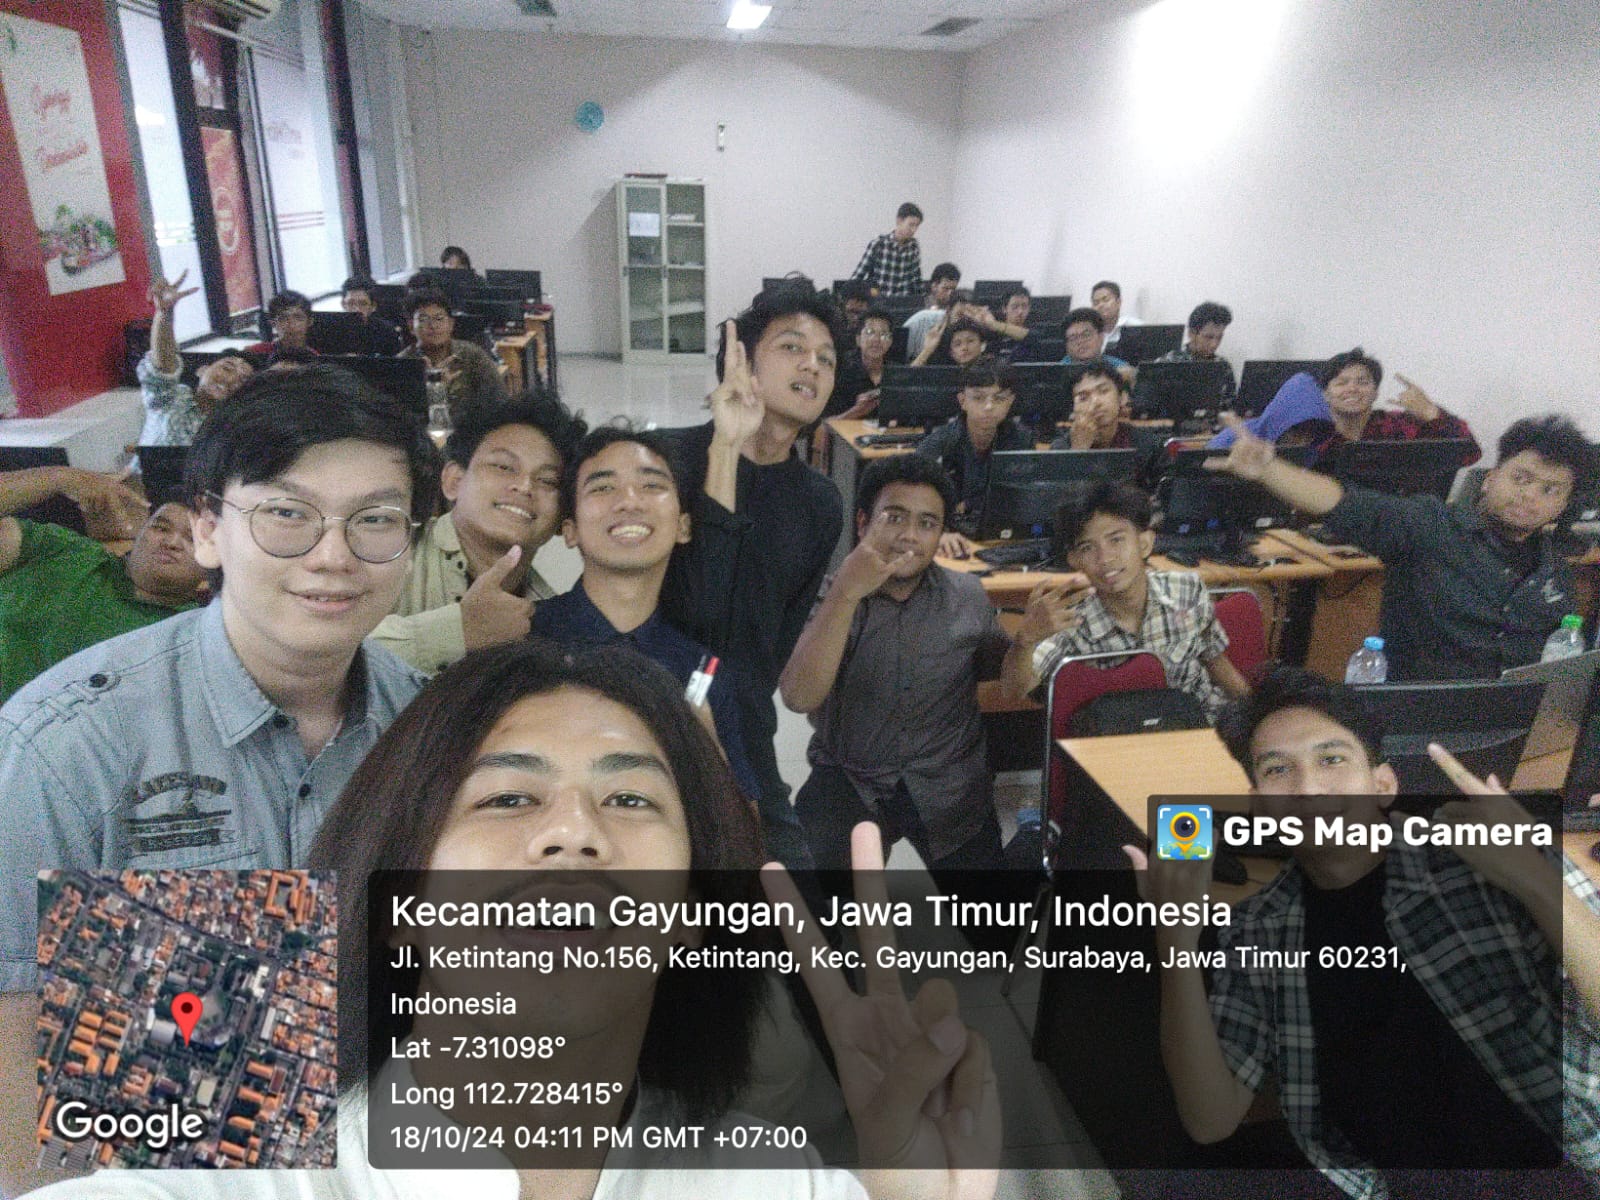 GPS Map Camera
Kecamatan Gayungan, Jawa Timur, Indonesia
Jl. Ketintang No.156, Ketintang, Kec. Gayungan, Surabaya, Jawa Timur 60231,
Indonesia
Lat -7.31098°
Long 112.728415°
18/10/24 04:11 PM GMT +07:00
Google